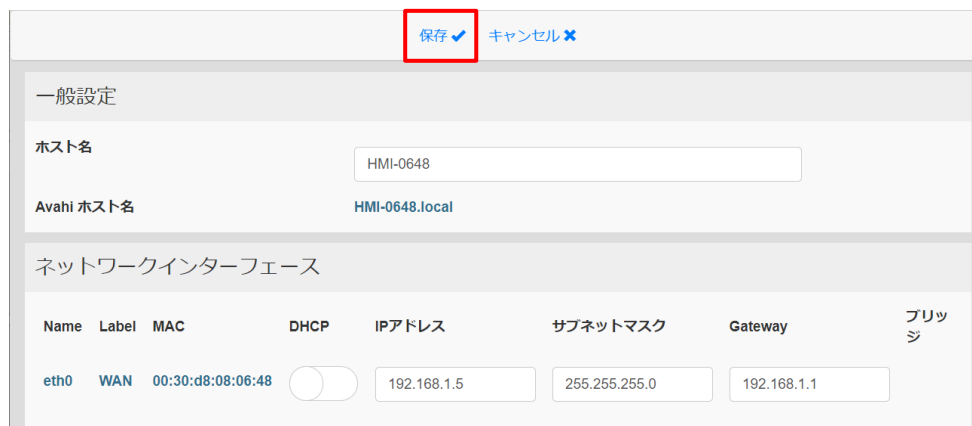 保存 キャンセル
一般設定
ホスト名
HMI-0648
Avahi ホスト名 HMI-0648.local
ネットワークインターフェース
Name Label MAC DHCP IPアドレス サブネットマスク Gateway ブリッ
ジ
eth0 WAN 00:30:d8:08:06:48 192.168.1.5 255.255.255.0 192.168.1.1